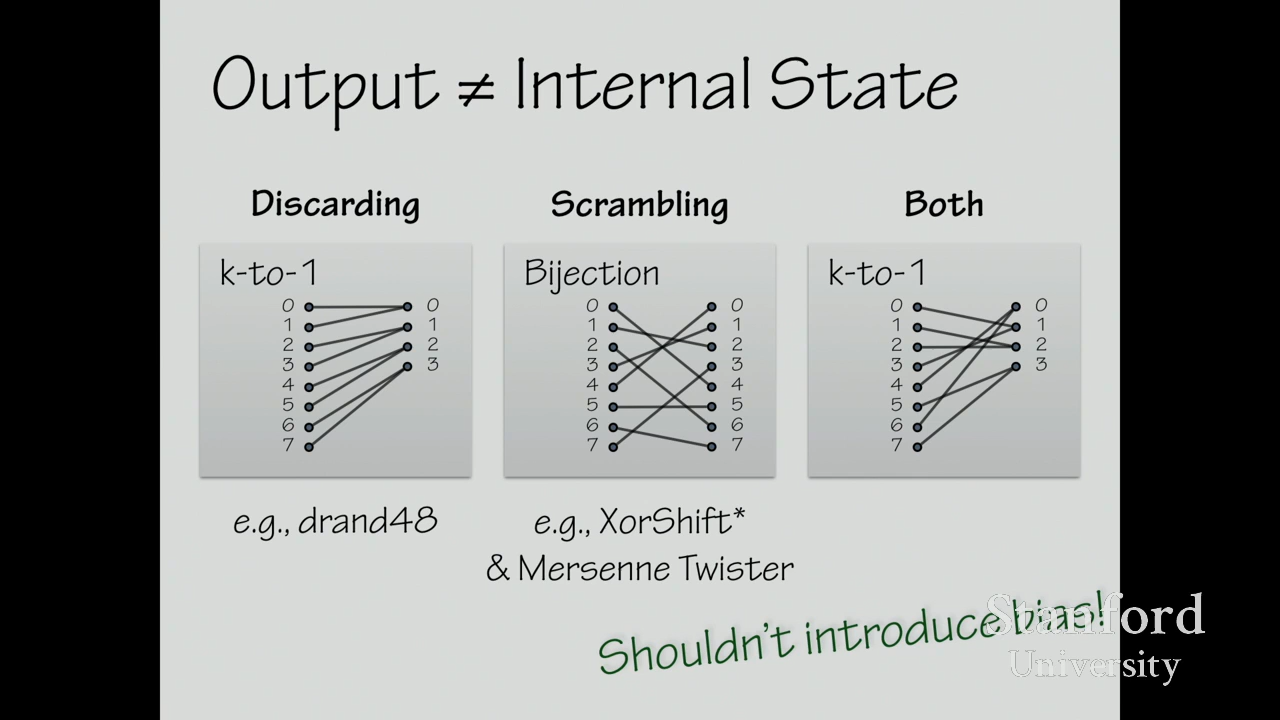 Output ≠ Internal State
Discarding
k-to-1
0 0
1 1
2 2
3 3
4
5
6
7
e.g., drand48
Scrambling
Bijection
0 0
1 1
2 2
3 3
4 4
5 5
6 6
7 7
e.g., XorShift*
& Mersenne Twister
Both
k-to-1
0 0
1 1
2 2
3 3
4
5
6
7
Shouldn't introduce bias!
Stanford
University